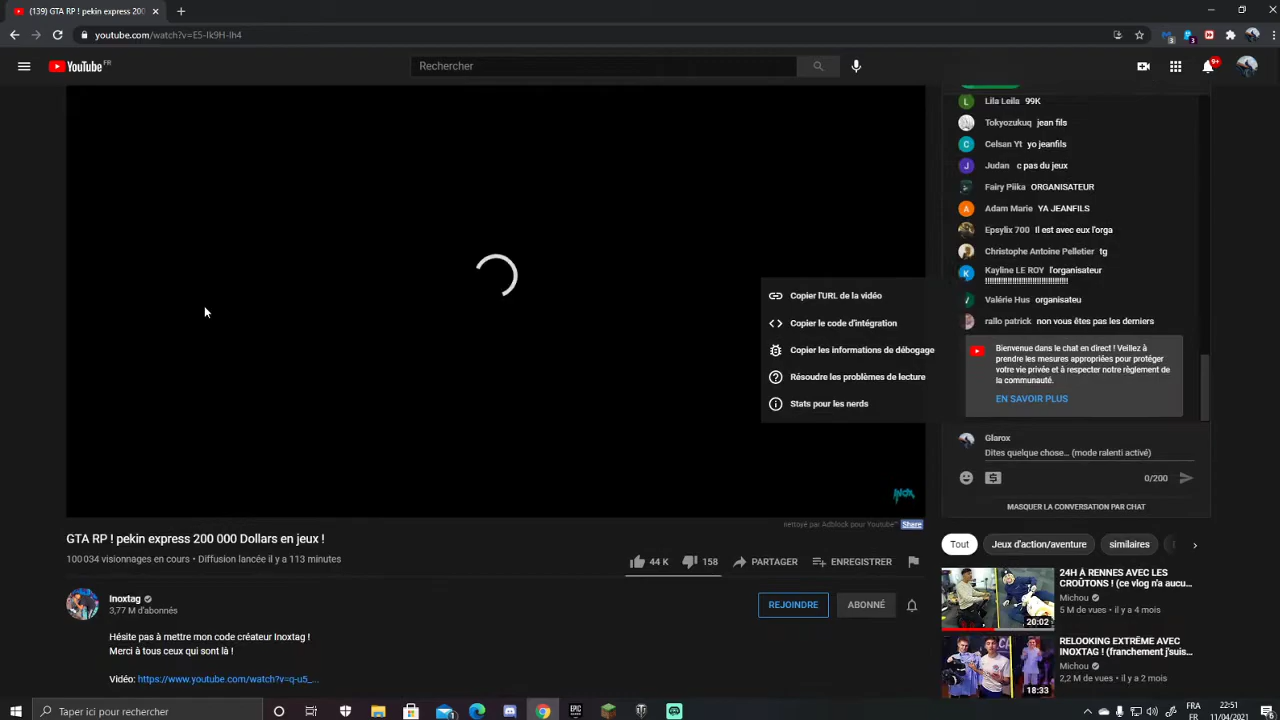 (139) GTA RP ! pekin express 200
youtube.com/watch?v=E5-Ik9H-Ih4
YouTube FR
Rechercher
9+
Lila Leila 99K
Tokyozukuq jean fils
Celsan Yt yo jeanfils
Judan c pas du jeux
Fairy Piika ORGANISATEUR
Adam Marie YA JEANFILS
Epsylix 700 Il est avec eux l'orga
Christophe Antoine Pelletier tg
Kayline LE ROY l'organisateur
Valérie Hus organisateu
rallo patrick non vous êtes pas les derniers
Bienvenue dans le chat en direct ! Veillez à
prendre les mesures appropriées pour protéger
votre vie privée et à respecter notre règlement de
la communauté.
EN SAVOIR PLUS
Glarox
Dites quelque chose... (mode ralenti activé)
0/200
MASQUER LA CONVERSATION PAR CHAT
Copier l'URL de la vidéo
Copier le code d'intégration
Copier les informations de débogage
Résoudre les problèmes de lecture
Stats pour les nerds
INOX
nettoyé par Adblock pour Youtube™ Share
GTA RP ! pekin express 200 000 Dollars en jeux !
100 034 visionnages en cours • Diffusion lancée il y a 113 minutes
44 K 158 PARTAGER ENREGISTRER
Inoxtag
3,77 M d'abonnés
REJOINDRE ABONNÉ
Hésite pas à mettre mon code créateur Inoxtag !
Merci à tous ceux qui sont là !
Vidéo: https://www.youtube.com/watch?v=q-u5_...
Tout Jeux d'action/aventure similaires
24H À RENNES AVEC LES
CROÛTONS ! (ce vlog n'a aucu...
Michou
5 M de vues • il y a 4 mois
20:02
RELOOKING EXTRÊME AVEC
INOXTAG ! (franchement j'suis...
Michou
2,2 M de vues • il y a 2 mois
18:33
Taper ici pour rechercher
EPIC
FRA
FR
22:51
11/04/2021